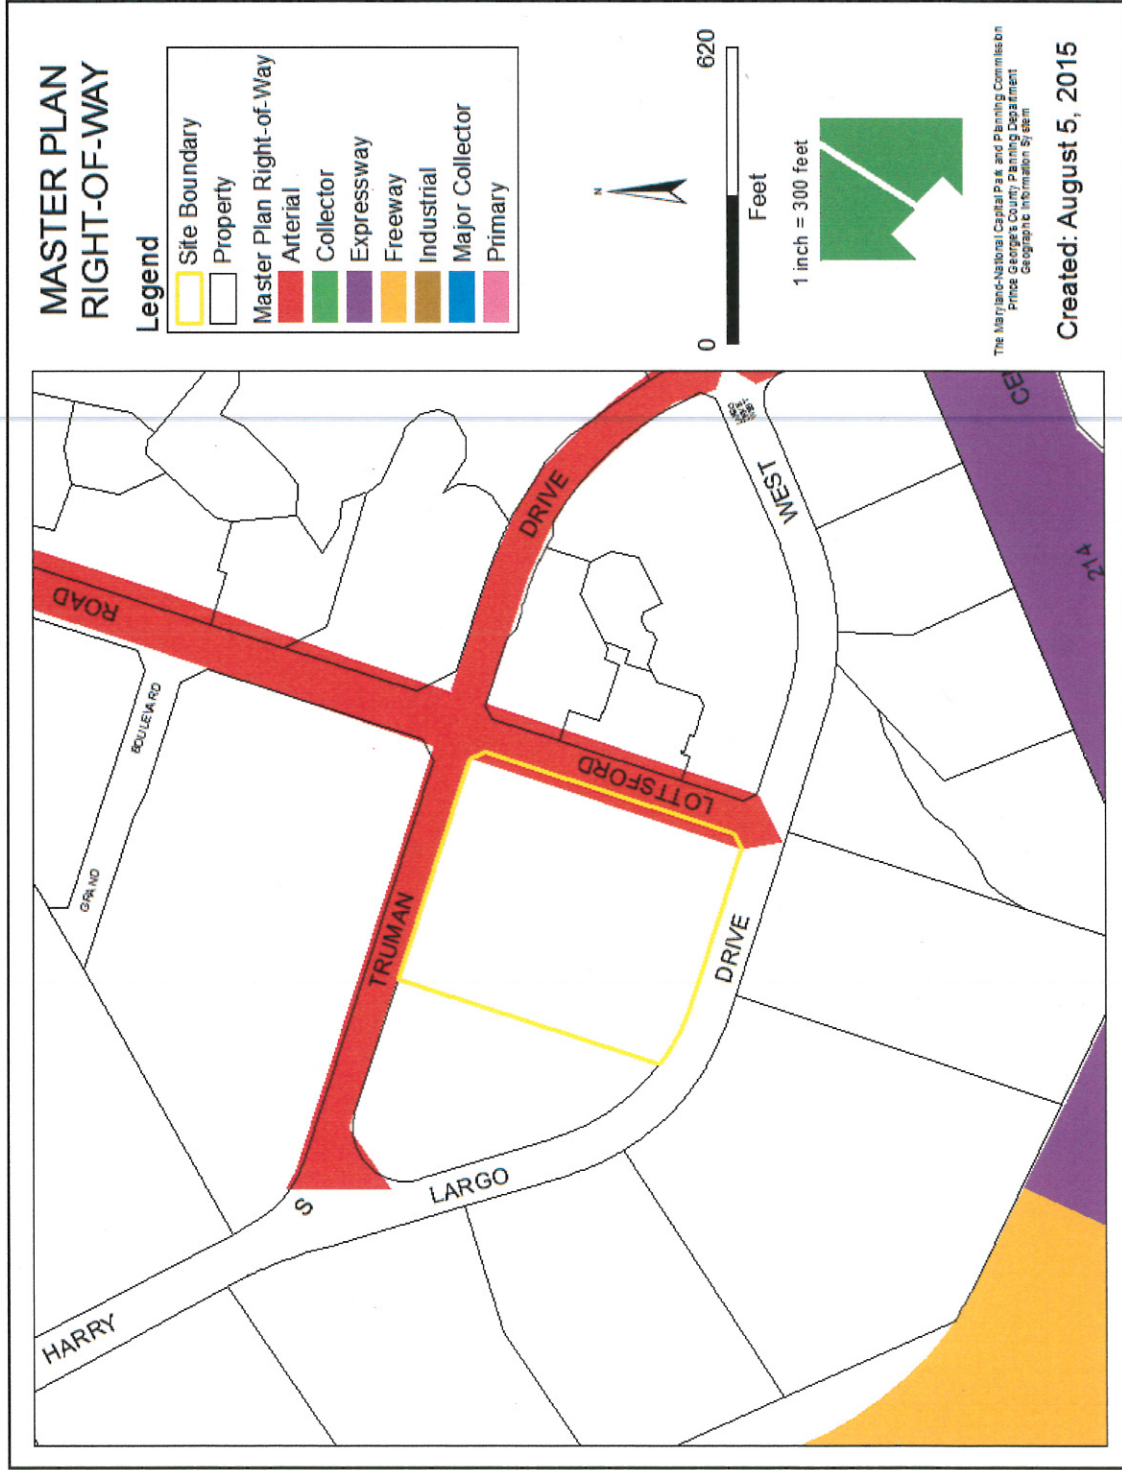 MASTER PLAN
RIGHT-OF-WAY
Legend
Site Boundary
Property
Master Plan Right-of-Way
Arterial
Collector
Expressway
Freeway
Industrial
Major Collector
Primary
0
620
Feet
1 inch = 300 feet
N
The Maryland-National Capital Park and Planning Commission
Prince George's County Planning Department
Geographic Information System
Created: August 5, 2015
HARRY
S
TRUMAN
DRIVE
LARGO
DRIVE
WEST
LOTTSFORD
ROAD
GRAND
BOULEVARD
214
CEN